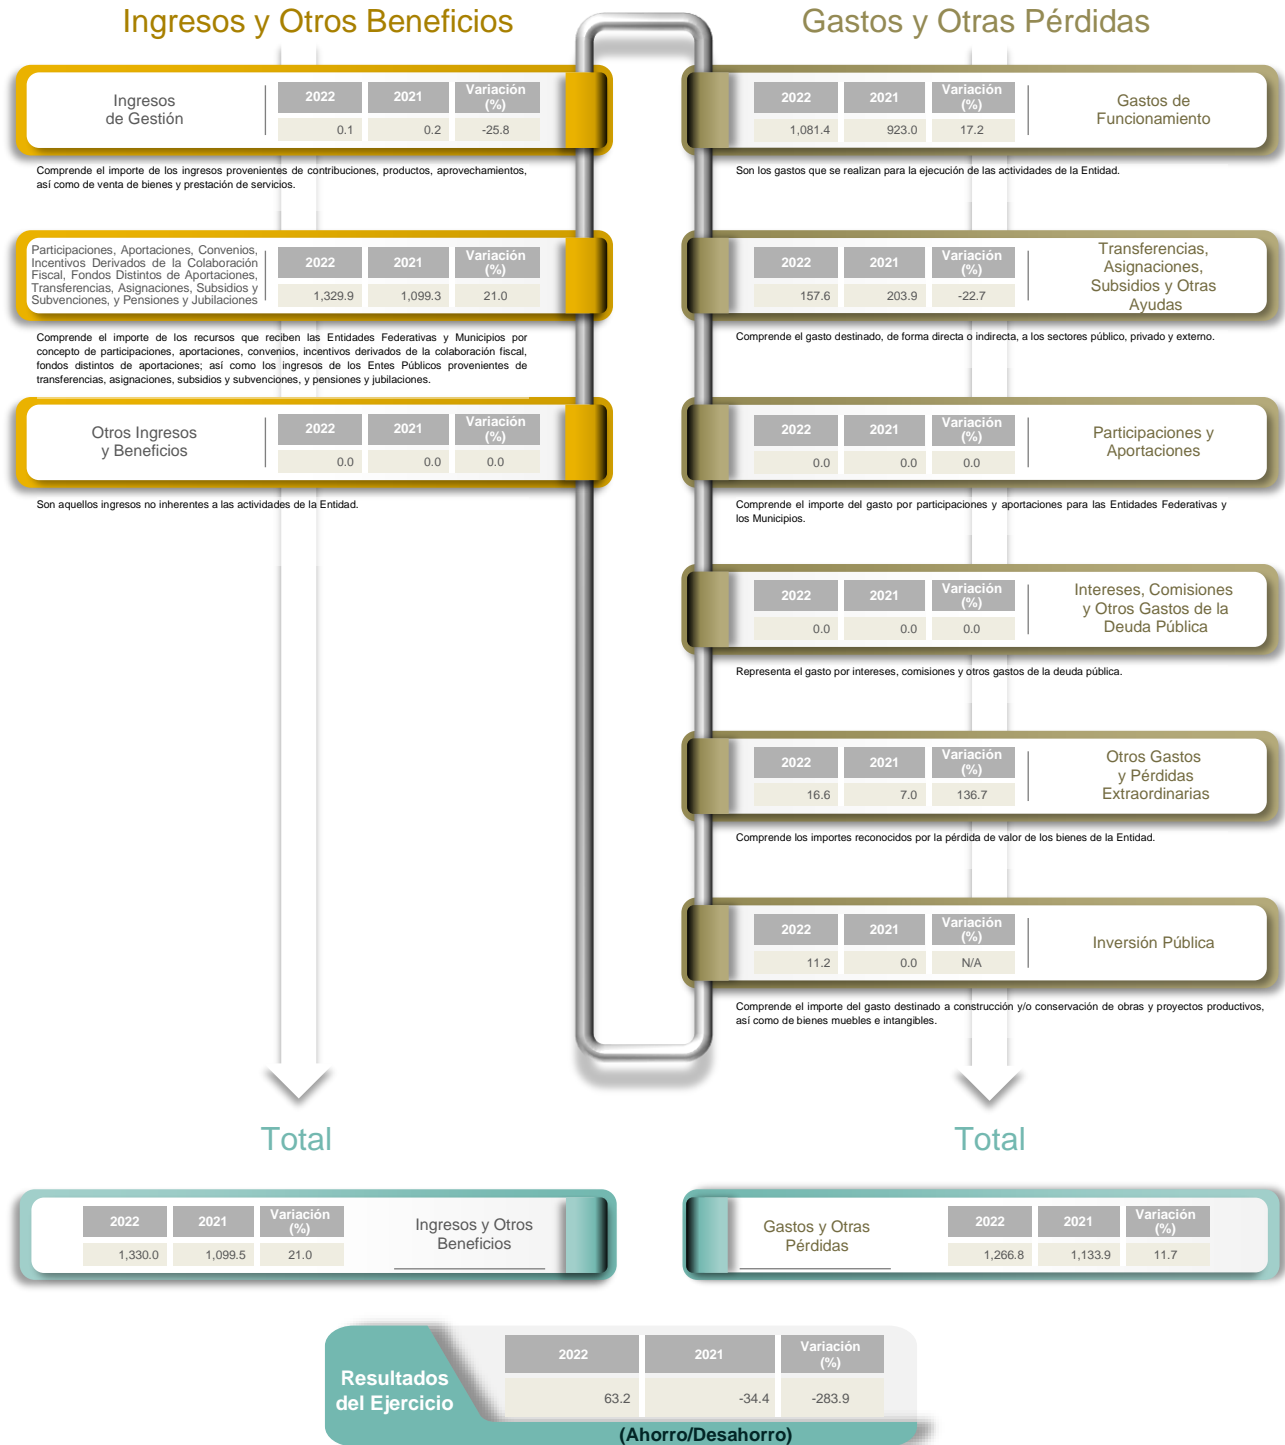 Ingresos y Otros Beneficios
Ingresos
de Gestión
2022 2021 Variación (%)
0.1 0.2 -25.8
Comprende el importe de los ingresos provenientes de contribuciones, productos, aprovechamientos,
así como de venta de bienes y prestación de servicios.
Participaciones, Aportaciones, Convenios,
Incentivos Derivados de la Colaboración
Fiscal, Fondos Distintos de Aportaciones,
Transferencias, Asignaciones, Subsidios y
Subvenciones, y Pensiones y Jubilaciones
2022 2021 Variación (%)
1,329.9 1,099.3 21.0
Comprende el importe de los recursos que reciben las Entidades Federativas y Municipios por
concepto de participaciones, aportaciones, convenios, incentivos derivados de la colaboración fiscal,
fondos distintos de aportaciones; así como los ingresos de los Entes Públicos provenientes de
transferencias, asignaciones, subsidios y subvenciones, y pensiones y jubilaciones.
Otros Ingresos
y Beneficios
2022 2021 Variación (%)
0.0 0.0 0.0
Son aquellos ingresos no inherentes a las actividades de la Entidad.
Gastos y Otras Pérdidas
2022 2021 Variación (%)
1,081.4 923.0 17.2
Gastos de
Funcionamiento
Son los gastos que se realizan para la ejecución de las actividades de la Entidad.
2022 2021 Variación (%)
157.6 203.9 -22.7
Transferencias,
Asignaciones,
Subsidios y Otras
Ayudas
Comprende el gasto destinado, de forma directa o indirecta, a los sectores público, privado y externo.
2022 2021 Variación (%)
0.0 0.0 0.0
Participaciones y
Aportaciones
Comprende el importe del gasto por participaciones y aportaciones para las Entidades Federativas y
los Municipios.
2022 2021 Variación (%)
0.0 0.0 0.0
Intereses, Comisiones
y Otros Gastos de la
Deuda Pública
Representa el gasto por intereses, comisiones y otros gastos de la deuda pública.
2022 2021 Variación (%)
16.6 7.0 136.7
Otros Gastos
y Pérdidas
Extraordinarias
Comprende los importes reconocidos por la pérdida de valor de los bienes de la Entidad.
2022 2021 Variación (%)
11.2 0.0 N/A
Inversión Pública
Comprende el importe del gasto destinado a construcción y/o conservación de obras y proyectos productivos,
así como de bienes muebles e intangibles.
Total
2022 2021 Variación (%)
1,330.0 1,099.5 21.0
Ingresos y Otros
Beneficios
Total
Gastos y Otras
Pérdidas
2022 2021 Variación (%)
1,266.8 1,133.9 11.7
Resultados
del Ejercicio
2022 2021 Variación (%)
63.2 -34.4 -283.9
(Ahorro/Desahorro)